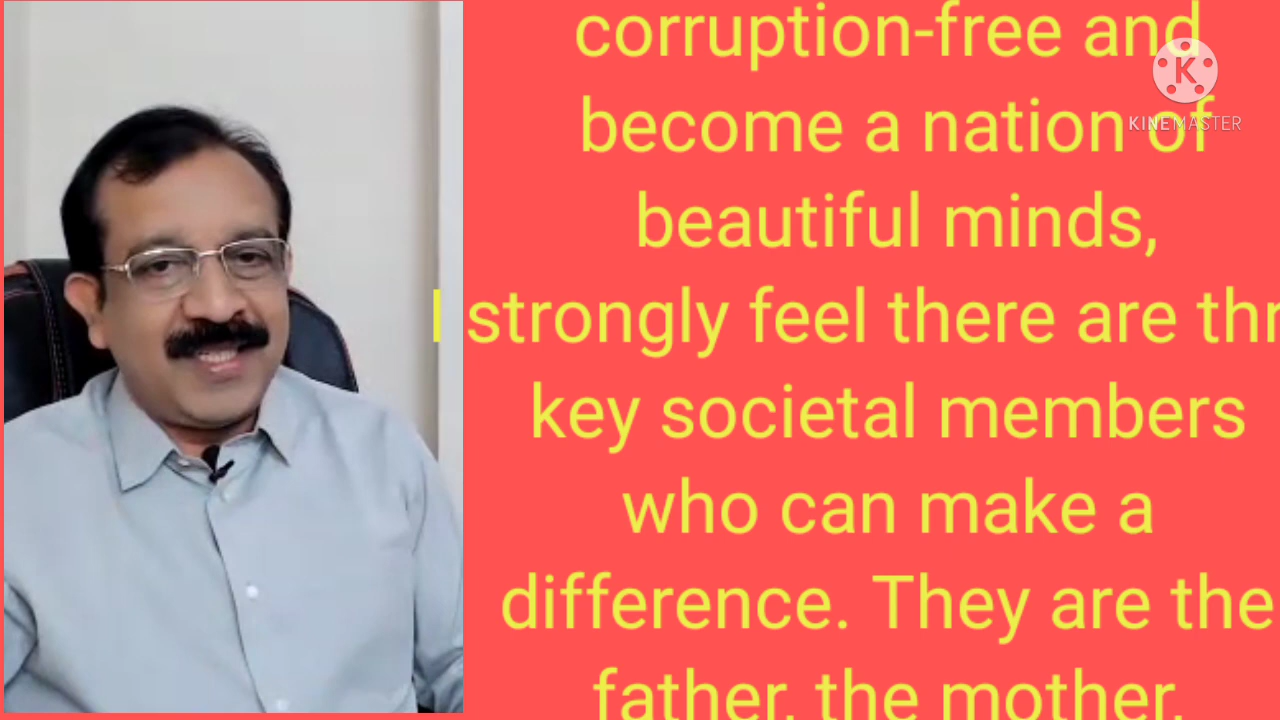 corruption-free and
K
KINEMASTER
become a nation of
beautiful minds,
I strongly feel there are thr
key societal members
who can make a
difference. They are the
father, the mother,